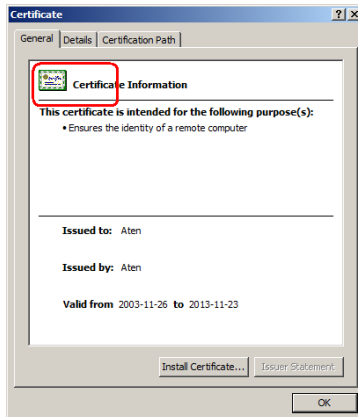 Certificate
General Details Certification Path
Certificate Information
This certificate is intended for the following purpose(s):
• Ensures the identity of a remote computer
Issued to: Aten
Issued by: Aten
Valid from 2003-11-26 to 2013-11-23
Install Certificate... Issuer Statement
OK